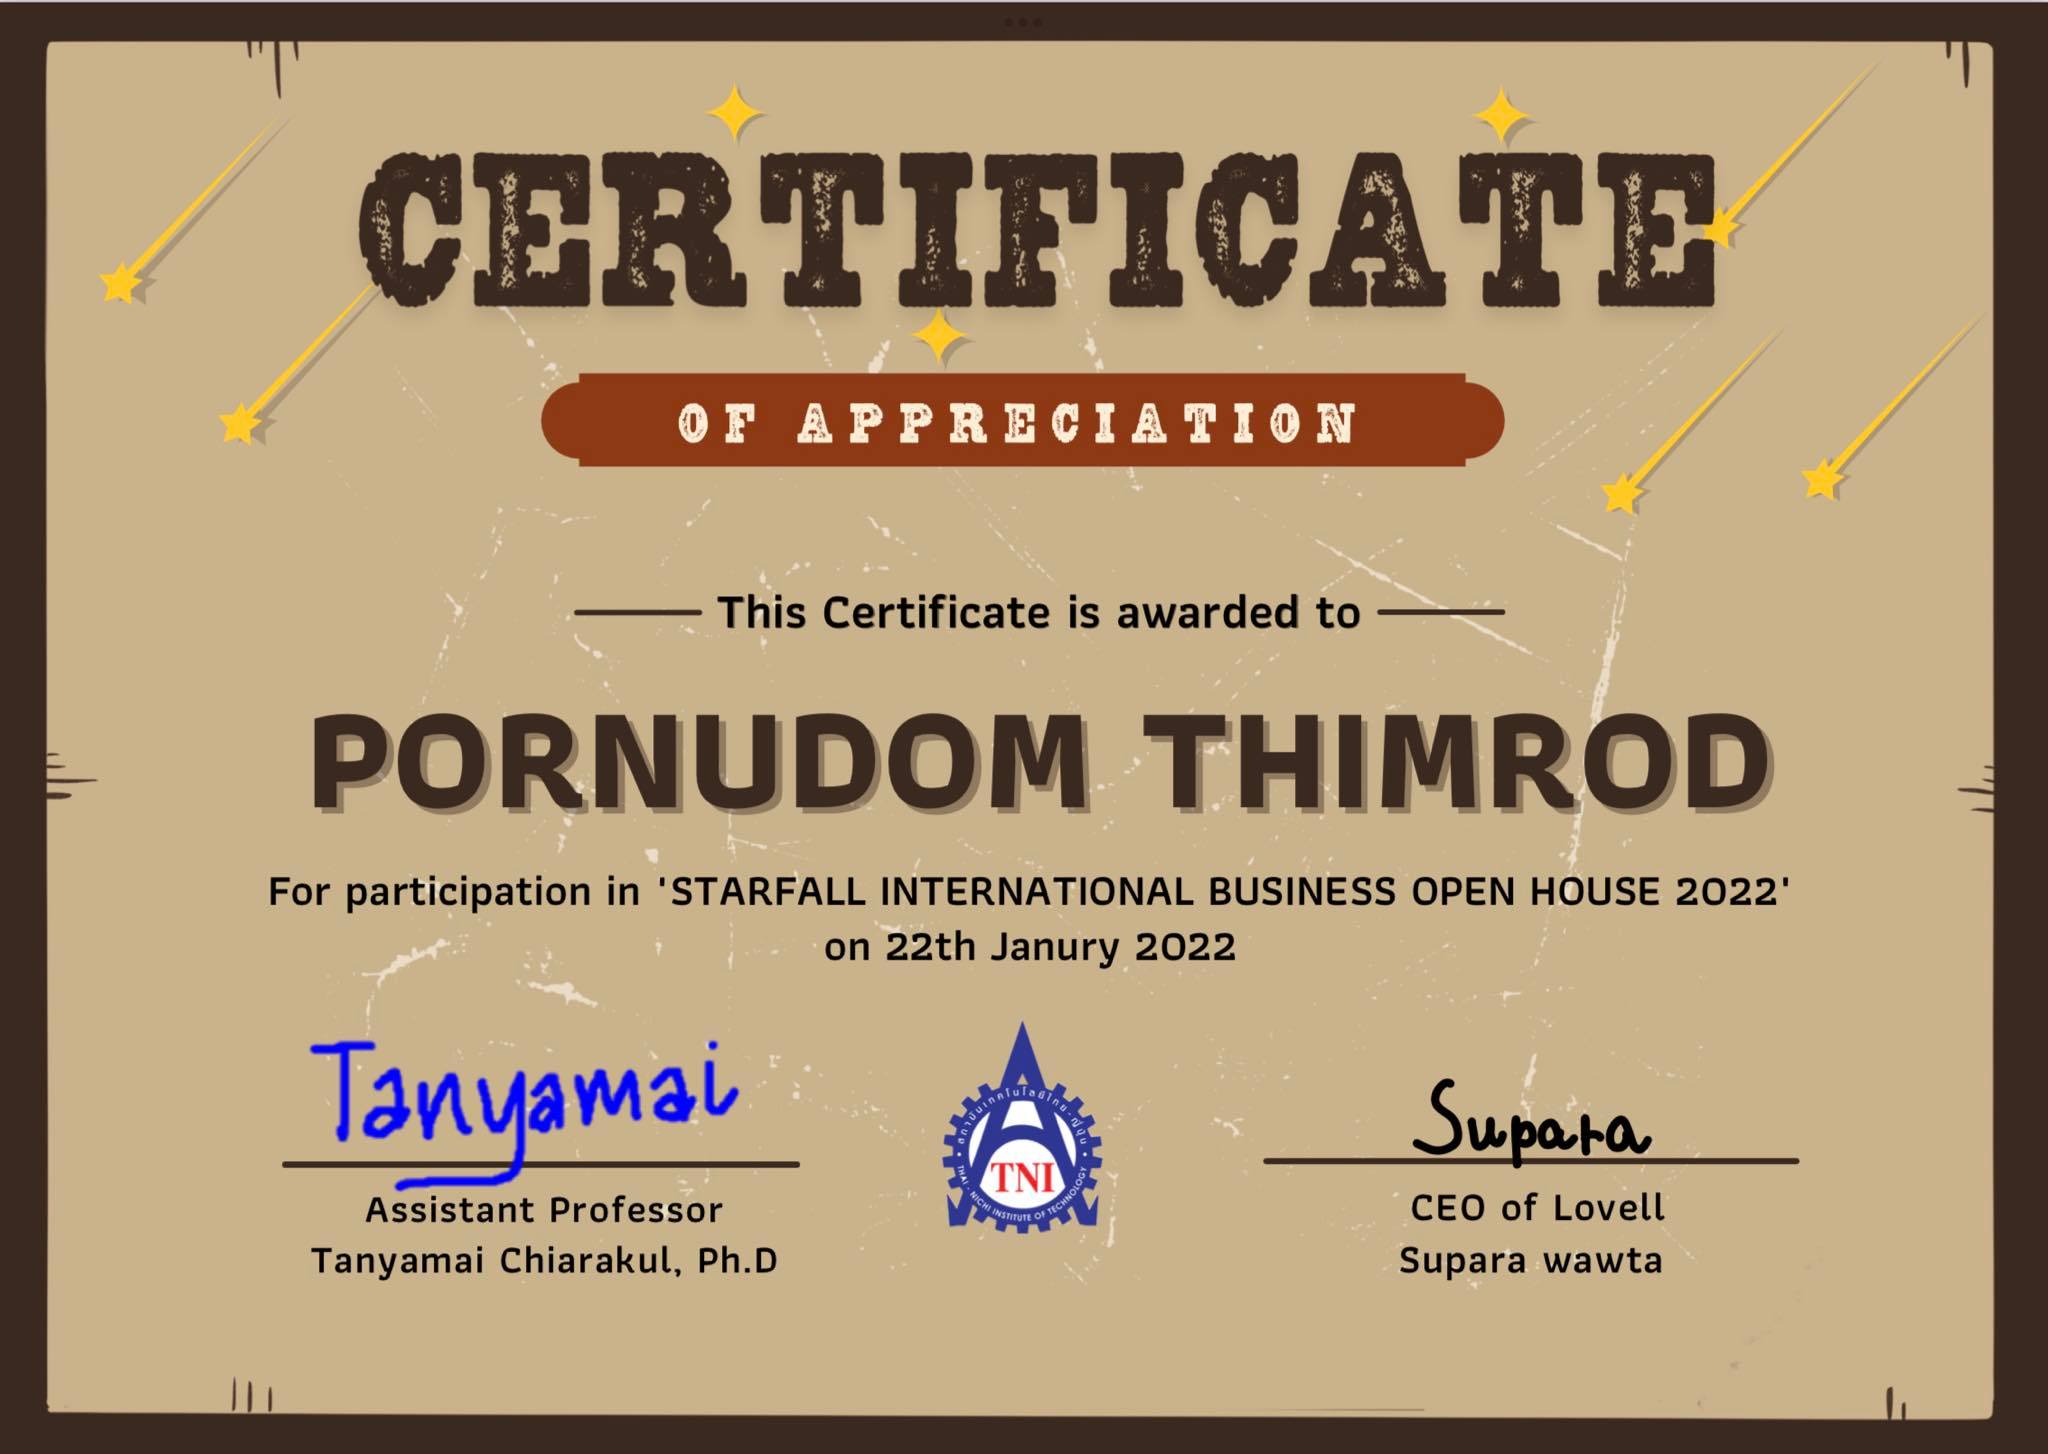 CERTIFICATE
OF APPRECIATION
This Certificate is awarded to
PORNUDOM THIMROD
For participation in 'STARFALL INTERNATIONAL BUSINESS OPEN HOUSE 2022'
on 22th Janury 2022
Tanyamai
Assistant Professor
Tanyamai Chiarakul, Ph.D
สถาบันเทคโนโลยีไทย-ญี่ปุ่น
TNI
THAI - NICHI INSTITUTE OF TECHNOLOGY
Supara
CEO of Lovell
Supara wawta